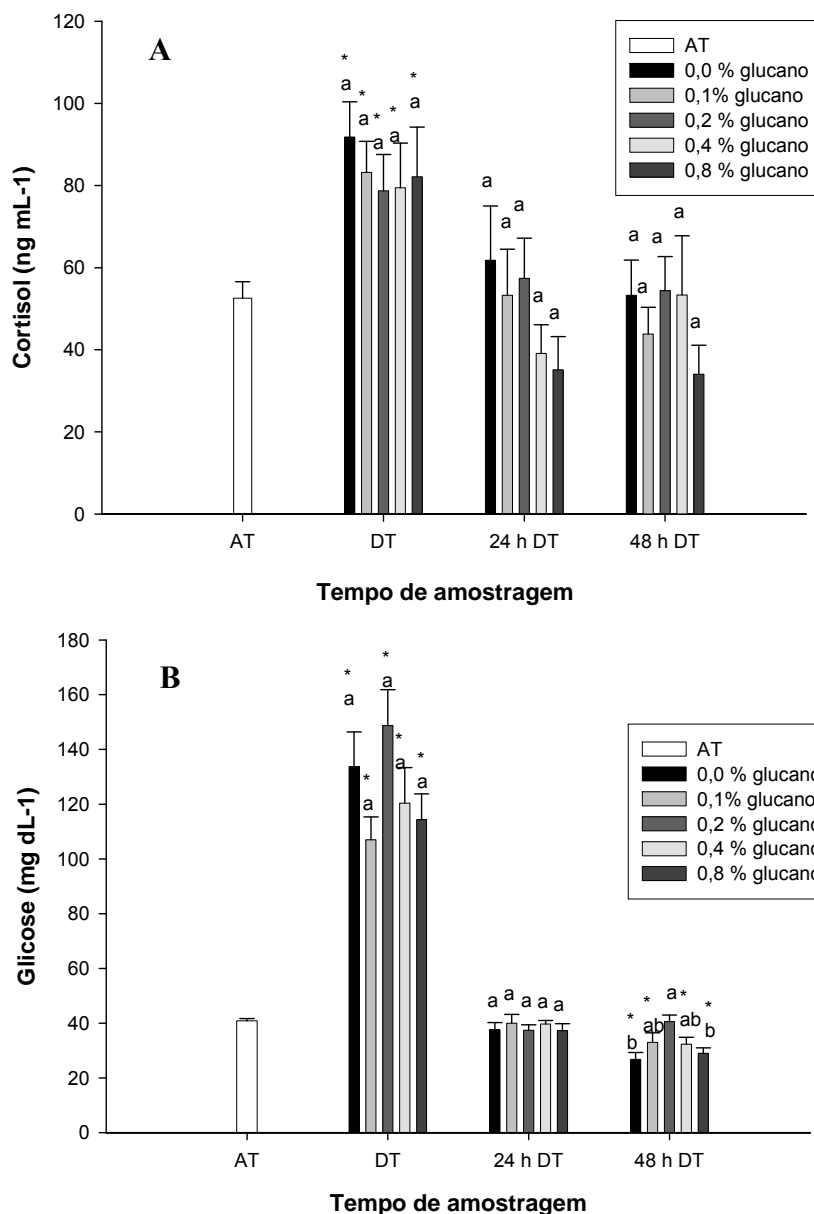 A
120
100
80
60
40
20
0
Cortisol (ng mL-1)
AT
0,0 % glucano
0,1% glucano
0,2 % glucano
0,4 % glucano
0,8 % glucano
* * * * *
a a a a a
a a a a a
a a a a a
AT DT 24 h DT 48 h DT
Tempo de amostragem
B
180
160
140
120
100
80
60
40
20
0
Glicose (mg dL-1)
AT
0,0 % glucano
0,1% glucano
0,2 % glucano
0,4 % glucano
0,8 % glucano
* * * * *
a a a a a
a a a a a
* * * *
b ab a ab b
AT DT 24 h DT 48 h DT
Tempo de amostragem